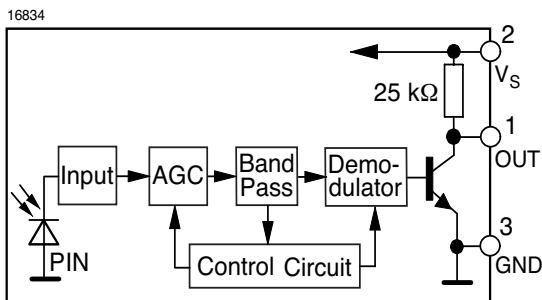 16834
2
V_S
25 kΩ
1
OUT
Input
AGC
Band
Pass
Demo-
dulator
3
GND
PIN
Control Circuit